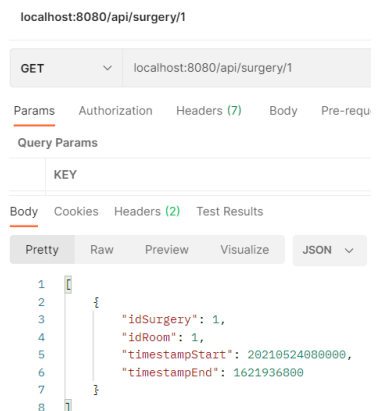 localhost:8080/api/surgery/1
GET localhost:8080/api/surgery/1
Params Authorization Headers (7) Body Pre-requ
Query Params
KEY
Body Cookies Headers (2) Test Results
Pretty Raw Preview Visualize JSON
1 [
2 {
3 "idSurgery": 1,
4 "idRoom": 1,
5 "timestampStart": 20210524080000,
6 "timestampEnd": 1621936800
7 }
8 ]